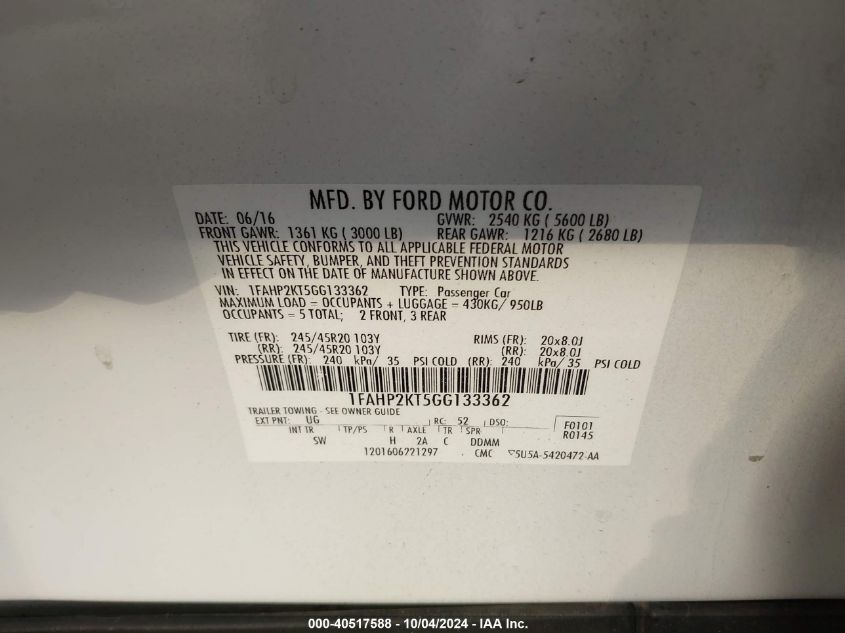 MFD. BY FORD MOTOR CO.
DATE: 06/16 GVWR: 2540 KG ( 5600 LB)
FRONT GAWR: 1361 KG ( 3000 LB) REAR GAWR: 1216 KG ( 2680 LB)
THIS VEHICLE CONFORMS TO ALL APPLICABLE FEDERAL MOTOR
VEHICLE SAFETY, BUMPER, AND THEFT PREVENTION STANDARDS
IN EFFECT ON THE DATE OF MANUFACTURE SHOWN ABOVE.
VIN: 1FAHP2KT5GG133362 TYPE: Passenger Car
MAXIMUM LOAD = OCCUPANTS + LUGGAGE = 430KG/ 950LB
OCCUPANTS = 5 TOTAL; 2 FRONT, 3 REAR
TIRE (FR): 245/45R20 103Y RIMS (FR): 20x8.0J
(RR): 245/45R20 103Y (RR): 20x8.0J
PRESSURE (FR): 240 kPa/ 35 PSI COLD (RR): 240 kPa/ 35 PSI COLD
1FAHP2KT5GG133362
TRAILER TOWING - SEE OWNER GUIDE
EXT PNT: UG RC: 52 DSO: F0101
INT TR TP/PS R AXLE TR SPR R0145
SW H 2A C DDMM
1201606221297 CMC 5U5A-5420472-AA
000-40517588 - 10/04/2024 - IAA Inc.